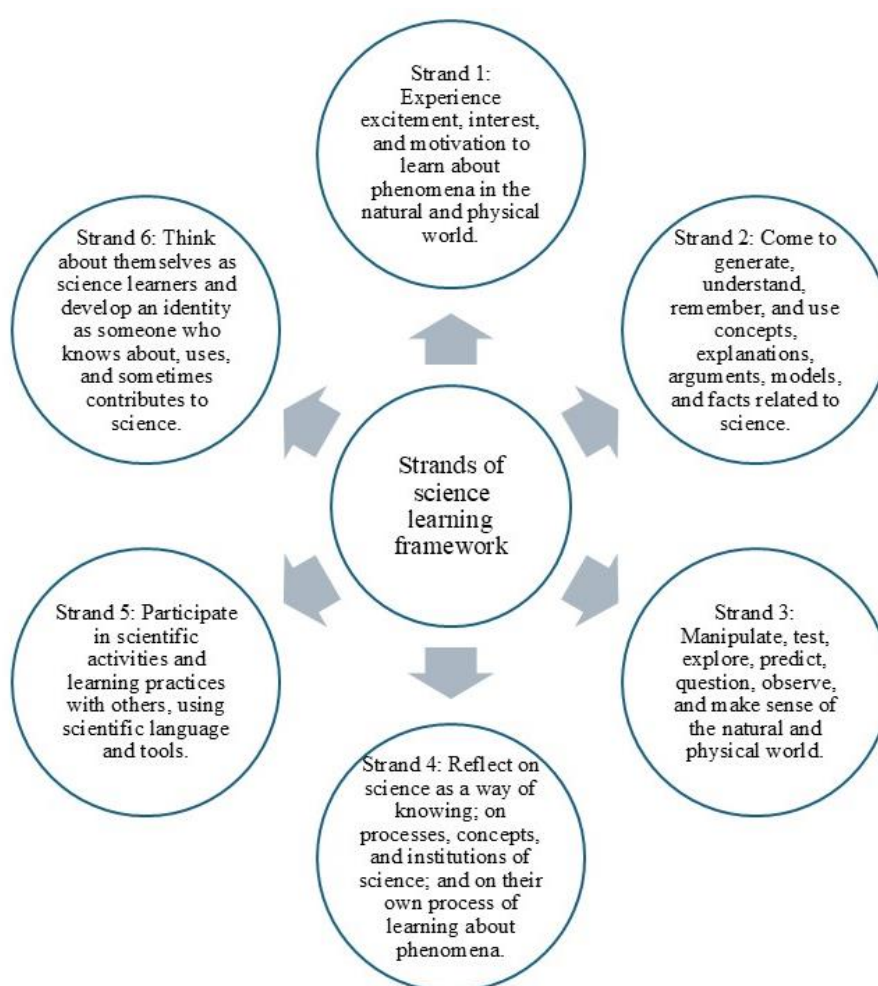 Strand 1:
Experience
excitement, interest,
and motivation to
learn about
phenomena in the
natural and physical
world.
Strand 2: Come to
generate,
understand,
remember, and use
concepts,
explanations,
arguments, models,
and facts related to
science.
Strand 3:
Manipulate, test,
explore, predict,
question, observe,
and make sense of
the natural and
physical world.
Strand 4: Reflect on
science as a way of
knowing; on
processes, concepts,
and institutions of
science; and on their
own process of
learning about
phenomena.
Strand 5: Participate
in scientific
activities and
learning practices
with others, using
scientific language
and tools.
Strand 6: Think
about themselves as
science learners and
develop an identity
as someone who
knows about, uses,
and sometimes
contributes to
science.
Strands of
science
learning
framework